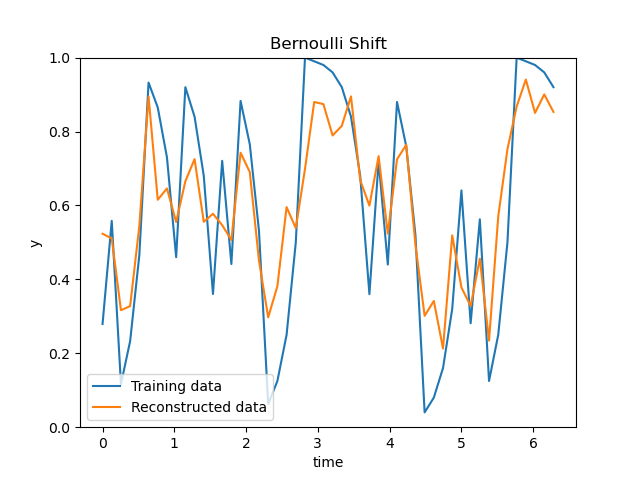 Bernoulli Shift
1.0
0.8
0.6
0.4
0.2
0.0
y
Training data
Reconstructed data
0 1 2 3 4 5 6
time